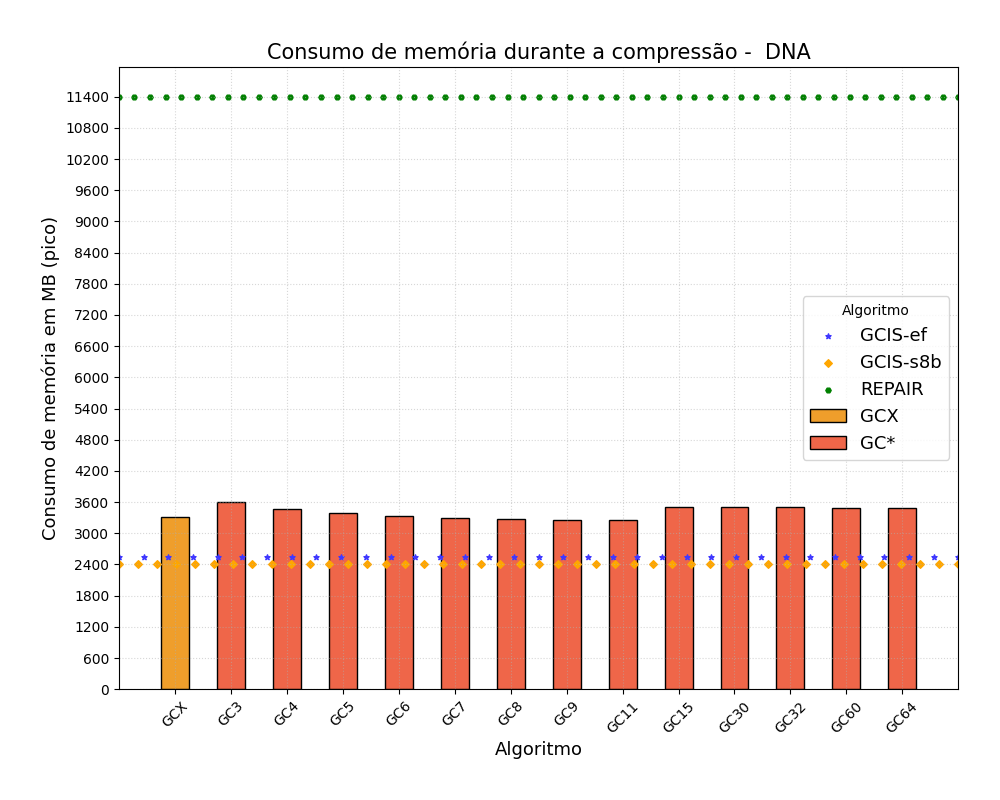 Consumo de memória durante a compressão -  DNA
Consumo de memória em MB (pico)
11400
10800
10200
9600
9000
8400
7800
7200
6600
6000
5400
4800
4200
3600
3000
2400
1800
1200
600
0
Algoritmo
GCIS-ef
GCIS-s8b
REPAIR
GCX
GC*
GCX
GC3
GC4
GC5
GC6
GC7
GC8
GC9
GC11
GC15
GC30
GC32
GC60
GC64
Algoritmo